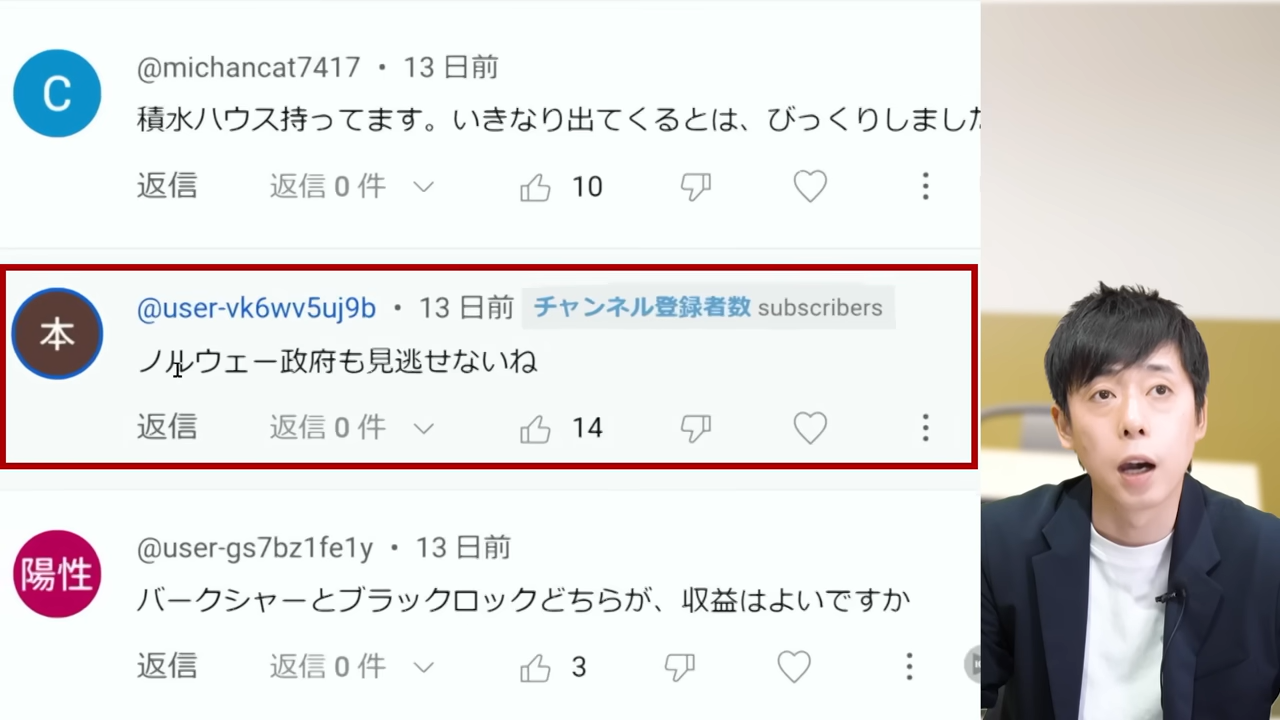 C
@michancat7417 • 13 日前
積水ハウス持ってます。いきなり出てくるとは、びっくりしました
返信 返信 0 件 10
本
@user-vk6wv5uj9b • 13 日前 チャンネル登録者数 subscribers
ノルウェー政府も見逃せないね
返信 返信 0 件 14
陽性
@user-gs7bz1fe1y • 13 日前
バークシャーとブラックロックどちらが、収益はよいですか
返信 返信 0 件 3